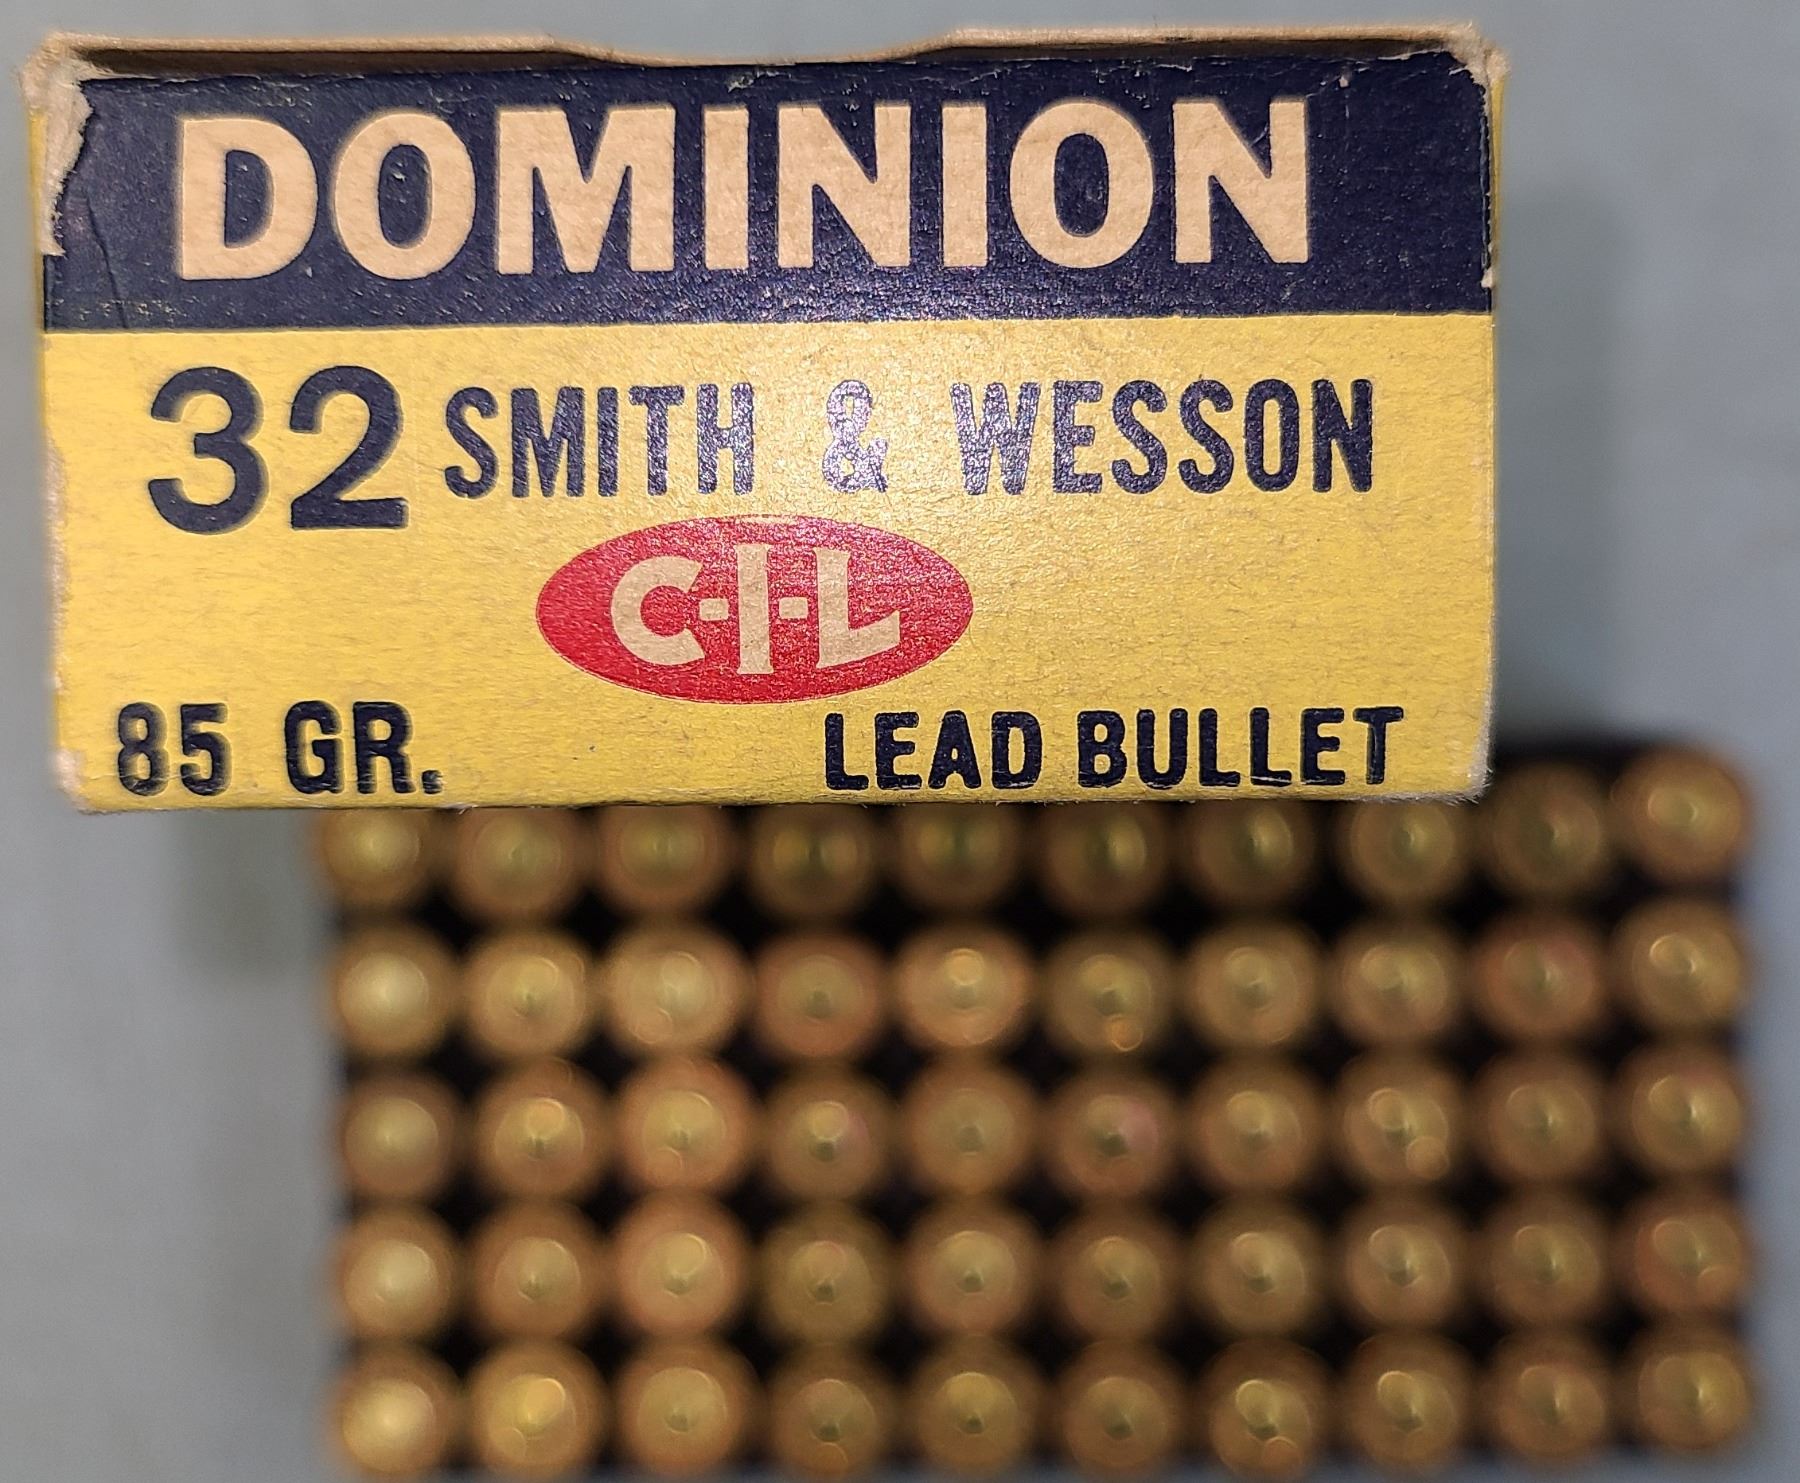 DOMINION
32 SMITH & WESSON
C-I-L
85 GR. LEAD BULLET